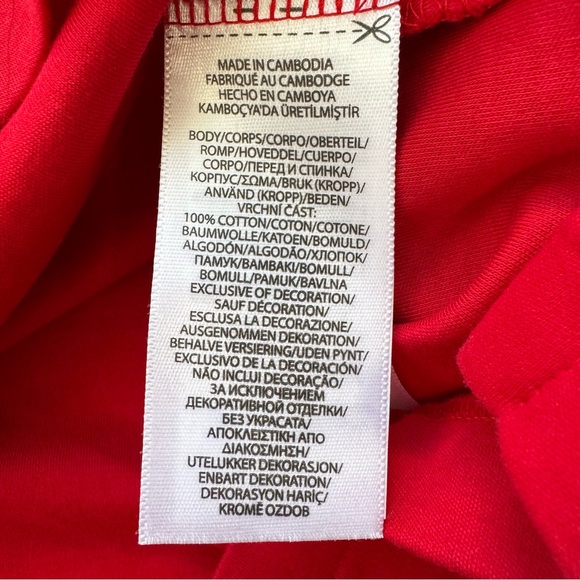 MADE IN CAMBODIA
FABRIQUÉ AU CAMBODGE
HECHO EN CAMBOYA
KAMBOÇYA'DA ÜRETİLMİŞTİR
BODY/CORPS/CORPO/OBERTEIL/
ROMP/HOVEDDEL/CUERPO/
CORPO/ПЕРЕД И СПИНКА/
КОРПУС/ΣΩΜΑ/BRUK (KROPP)/
ANVÄND (KROPP)/BEDEN/
VRCHNÍ ČÁST:
100% COTTON/COTON/COTONE/
BAUMWOLLE/KATOEN/BOMULD/
ALGODÓN/ALGODÃO/ХЛОПОК/
ПАМУК/ΒΑΜΒΑΚΙ/BOMULL/
BOMULL/PAMUK/BAVLNA
EXCLUSIVE OF DECORATION/
SAUF DÉCORATION/
ESCLUSA LA DECORAZIONE/
AUSGENOMMEN DEKORATION/
BEHALVE VERSIERING/UDEN PYNT/
EXCLUSIVO DE LA DECORACIÓN/
NÃO INCLUI DECORAÇÃO/
ЗА ИСКЛЮЧЕНИЕМ
ДЕКОРАТИВНОЙ ОТДЕЛКИ/
БЕЗ УКРАСАТА/
ΑΠΟΚΛΕΙΣΤΙΚΗ ΑΠΟ
ΔΙΑΚΟΣΜΗΣΗ/
UTELUKKER DEKORASJON/
ENBART DEKORATION/
DEKORASYON HARİÇ/
KROMĚ OZDOB